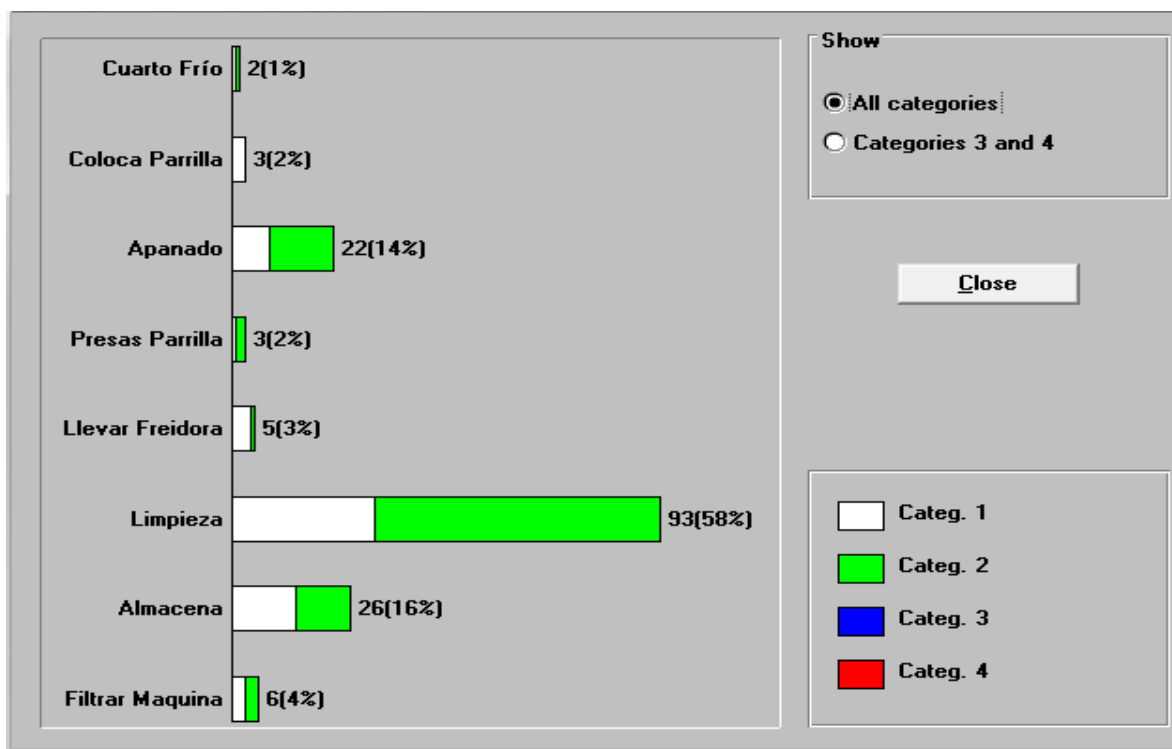 Cuarto Frío 2(1%)
Coloca Parrilla 3(2%)
Apanado 22(14%)
Presas Parrilla 3(2%)
Llevar Freidora 5(3%)
Limpieza 93(58%)
Almacena 26(16%)
Filtrar Maquina 6(4%)
Show
All categories
Categories 3 and 4
Close
Categ. 1
Categ. 2
Categ. 3
Categ. 4